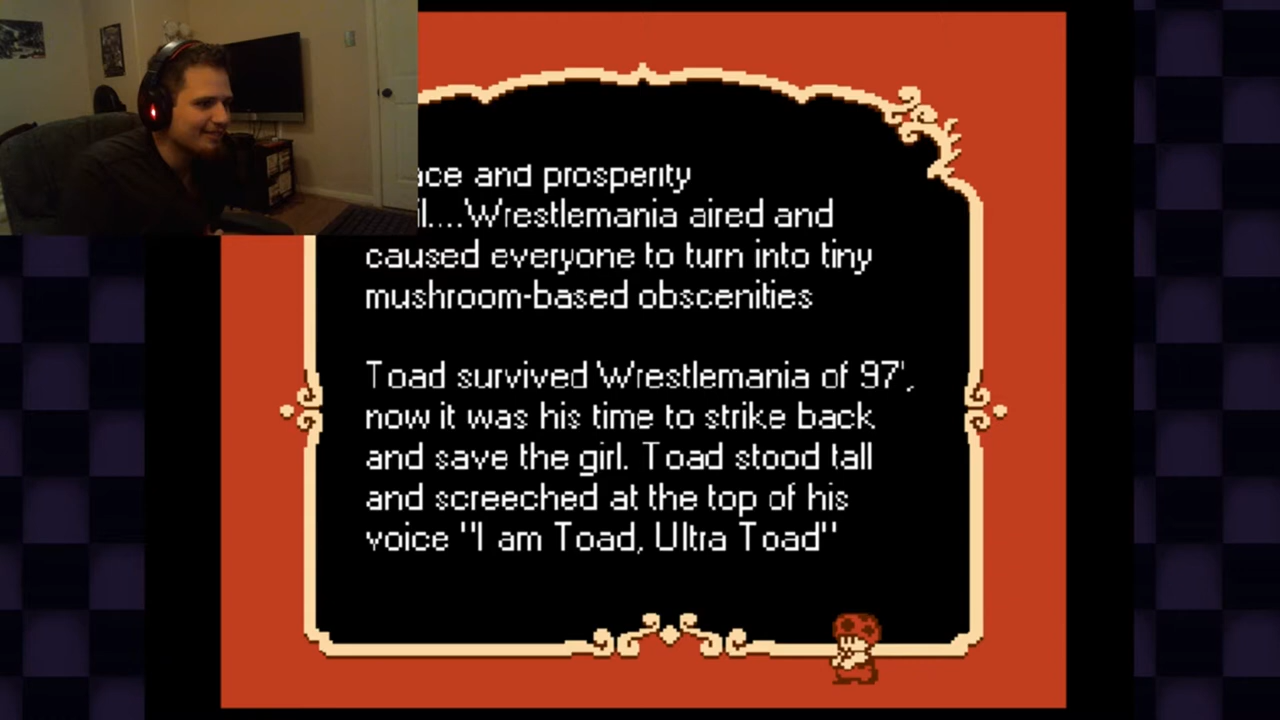 and prosperity
....Wrestlemania aired and
caused everyone to turn into tiny
mushroom-based obscenities
Toad survived Wrestlemania of 97',
now it was his time to strike back
and save the girl. Toad stood tall
and screeched at the top of his
voice "I am Toad, Ultra Toad"